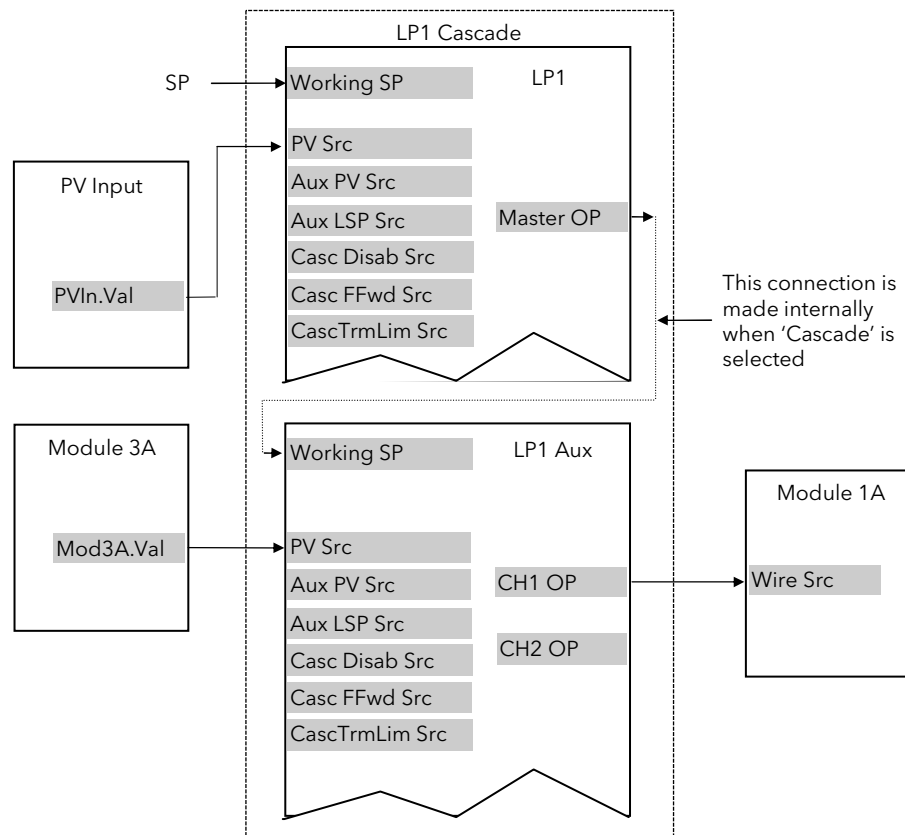 LP1 Cascade
SP
Working SP
LP1
PV Src
Aux PV Src
Aux LSP Src
Casc Disab Src
Casc FFwd Src
CascTrmLim Src
Master OP
PV Input
PVIn.Val
This connection is
made internally
when ‘Cascade’ is
selected
Module 3A
Mod3A.Val
Working SP
LP1 Aux
PV Src
Aux PV Src
Aux LSP Src
Casc Disab Src
Casc FFwd Src
CascTrmLim Src
CH1 OP
CH2 OP
Module 1A
Wire Src